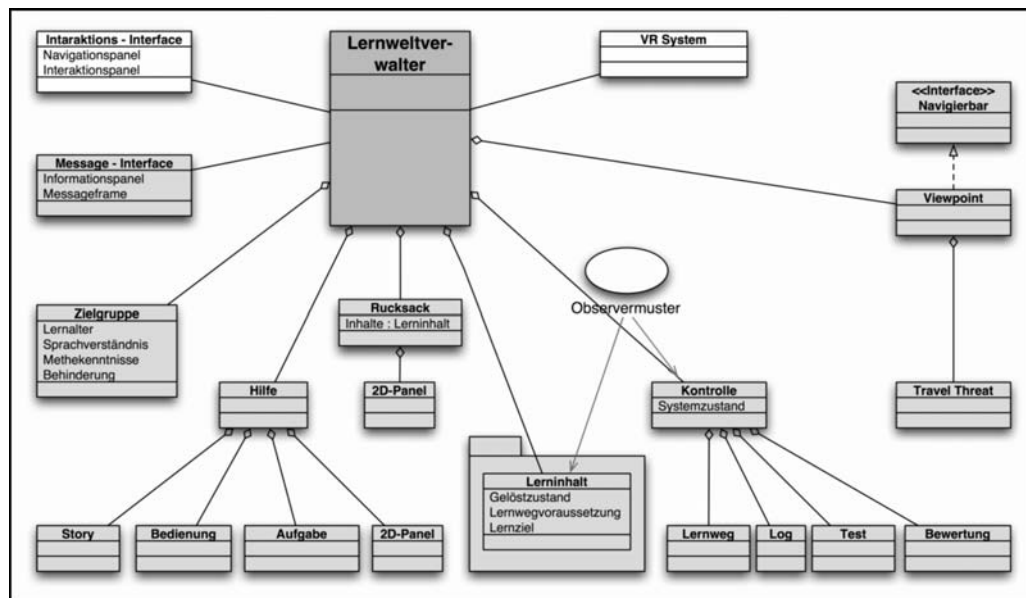 Intaraktions - Interface
Navigationspanel
Interaktionspanel
Lernweltver-
walter
VR System
<<Interface>>
Navigierbar
Message - Interface
Informationspanel
Messageframe
Viewpoint
Observermuster
Zielgruppe
Lernalter
Sprachverständnis
Methekenntnisse
Behinderung
Rucksack
Inhalte : Lerninhalt
Hilfe
2D-Panel
Kontrolle
Systemzustand
Travel Threat
Lerninhalt
Gelöstzustand
Lernwegvoraussetzung
Lernziel
Story
Bedienung
Aufgabe
2D-Panel
Lernweg
Log
Test
Bewertung